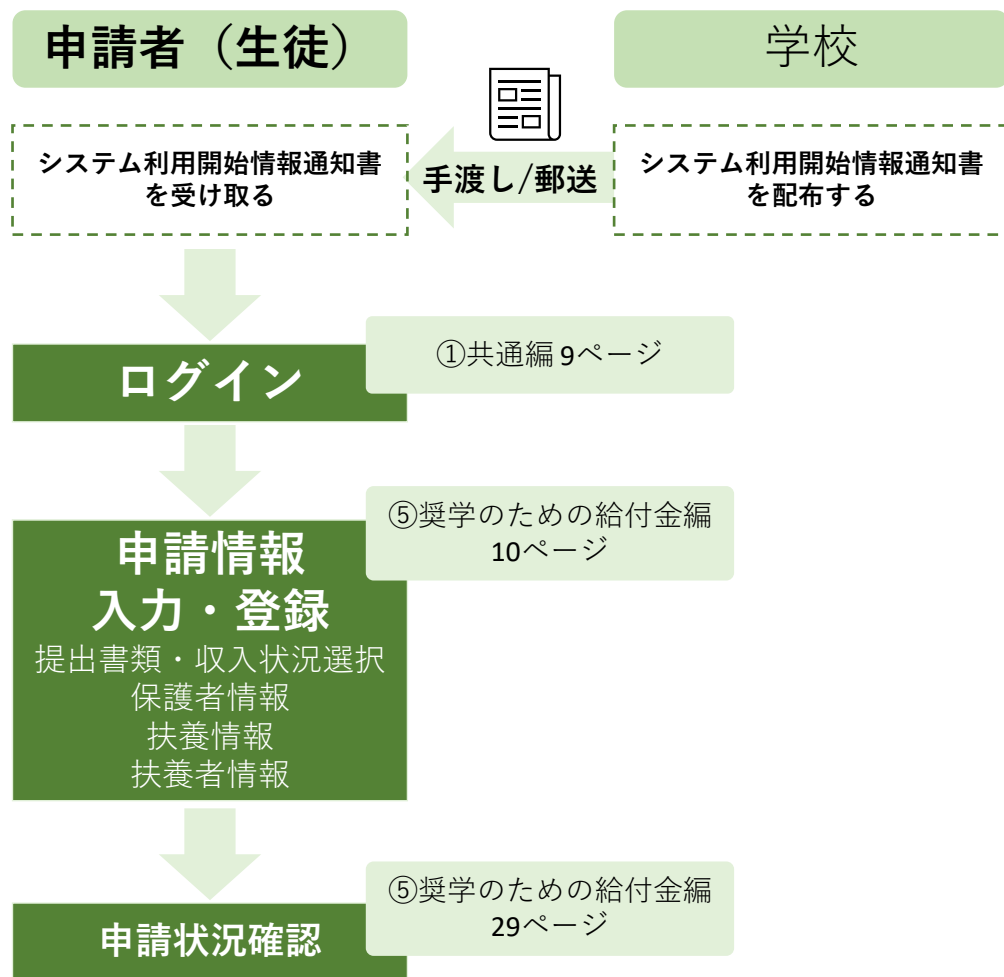 申請者（生徒）
学校
システム利用開始情報通知書
を受け取る
手渡し/郵送
システム利用開始情報通知書
を配布する
ログイン
①共通編 9ページ
申請情報
入力・登録
提出書類・収入状況選択
保護者情報
扶養情報
扶養者情報
⑤奨学のための給付金編
10ページ
申請状況確認
⑤奨学のための給付金編
29ページ